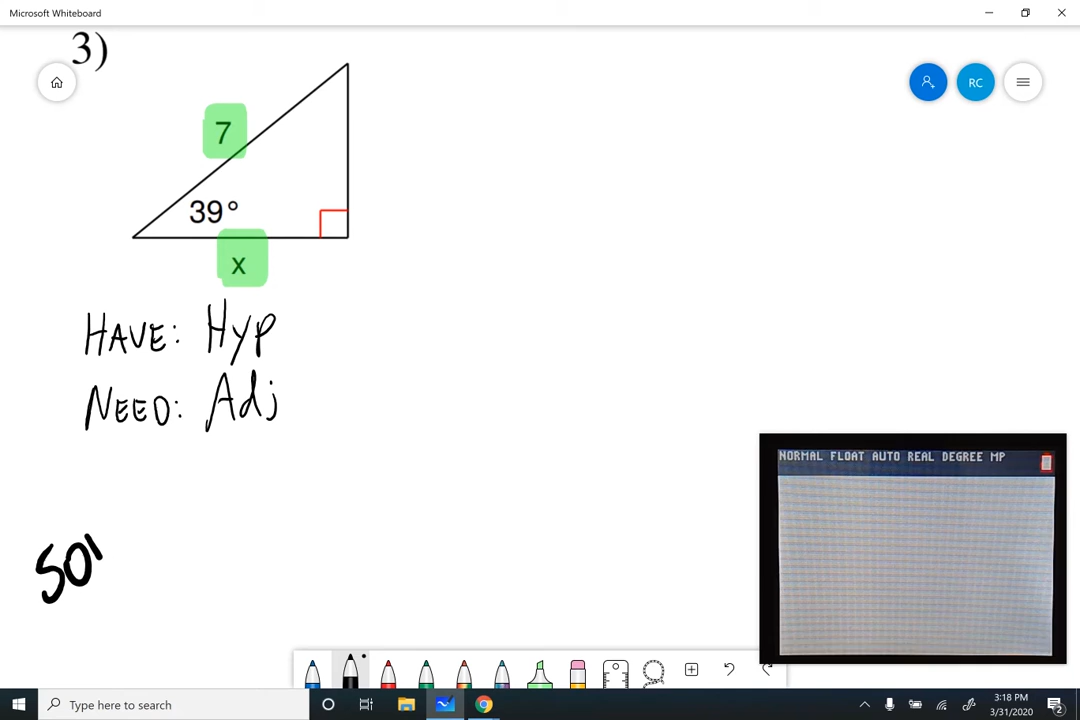 Microsoft Whiteboard
3)
RC
7
39°
x
HAVE: Hyp
NEED: Adj
NORMAL FLOAT AUTO REAL DEGREE MP
Type here to search
3:18 PM
3/31/2020
2